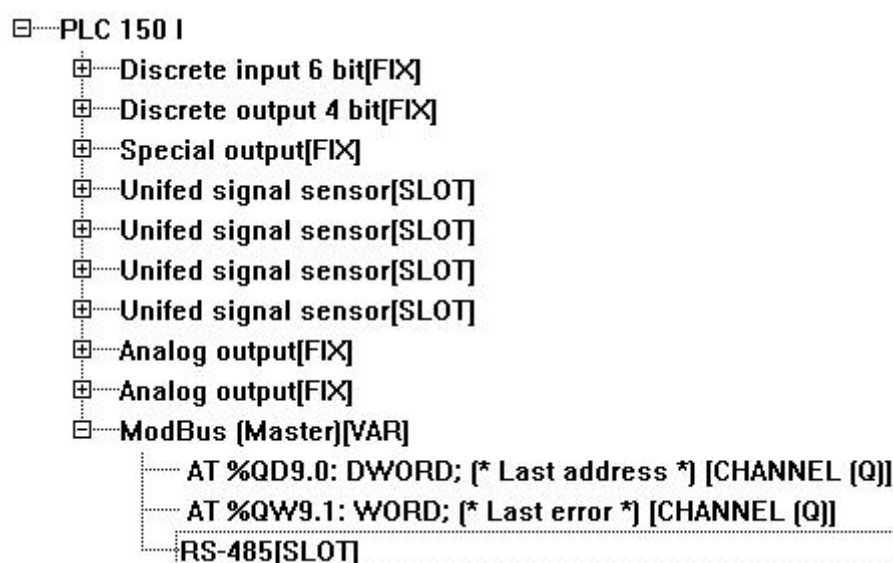 PLC 150 I
Discrete input 6 bit[FIX]
Discrete output 4 bit[FIX]
Special output[FIX]
Unifed signal sensor[SLOT]
Unifed signal sensor[SLOT]
Unifed signal sensor[SLOT]
Unifed signal sensor[SLOT]
Analog output[FIX]
Analog output[FIX]
ModBus (Master)[VAR]
AT %QD9.0: DWORD; (* Last address *) [CHANNEL (Q)]
AT %QW9.1: WORD; (* Last error *) [CHANNEL (Q)]
RS-485[SLOT]